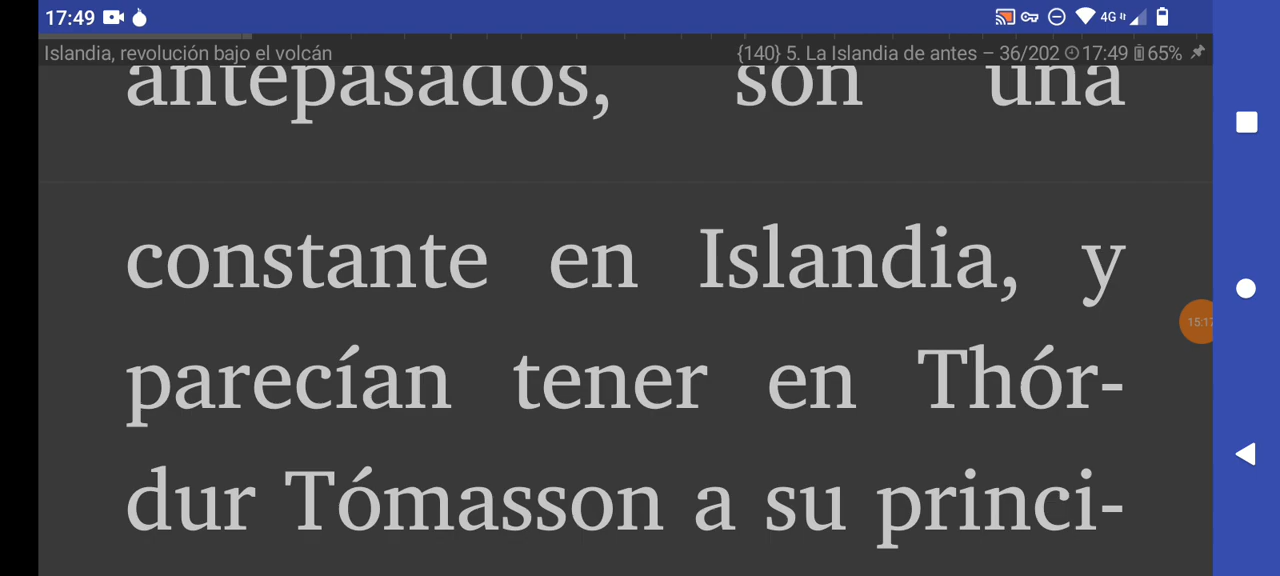 17:49 4G
Islandia, revolución bajo el volcán {140} 5. La Islandia de antes – 36/202 17:49 65%
antepasados, son una
constante en Islandia, y
parecían tener en Thór-
dur Tómasson a su princi-
15:17